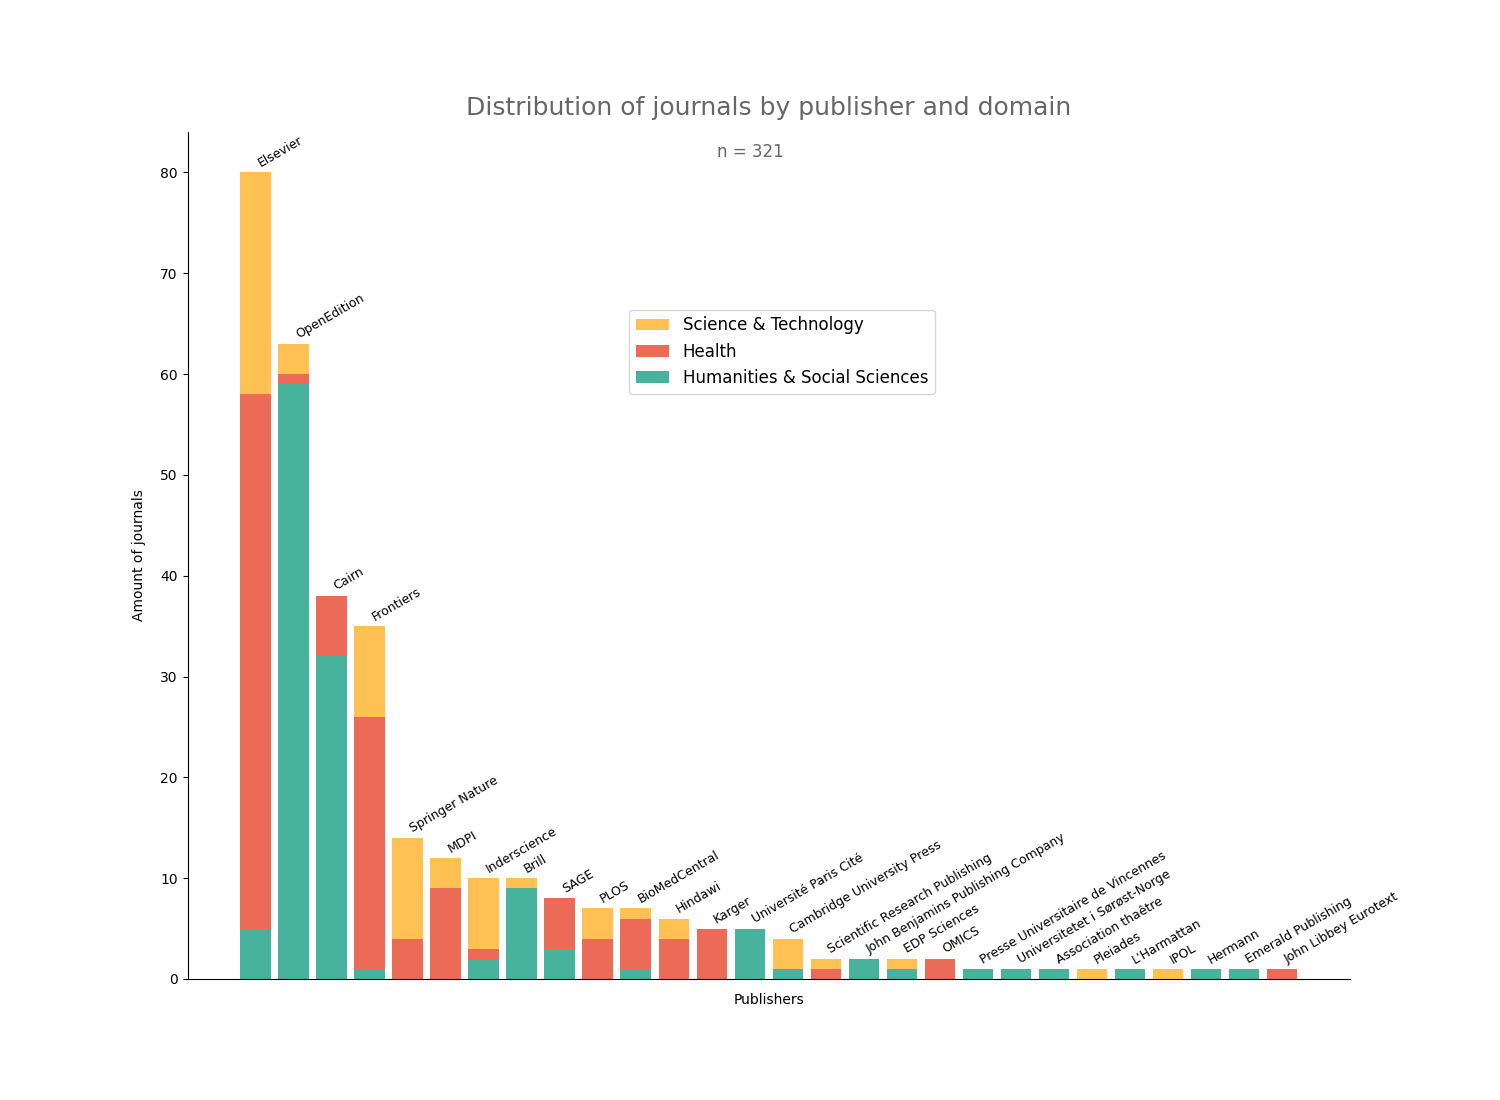 Distribution of journals by publisher and domain
n = 321
Science & Technology
Health
Humanities & Social Sciences
Amount of journals
80
70
60
50
40
30
20
10
0
Elsevier
OpenEdition
Cairn
Frontiers
Springer Nature
MDPI
Inderscience
Brill
SAGE
PLOS
BioMedCentral
Hindawi
Karger
Université Paris Cité
Cambridge University Press
Scientific Research Publishing
John Benjamins Publishing Company
EDP Sciences
OMICS
Presse Universitaire de Vincennes
Universitetet i Sørøst-Norge
Association thaêtre
Pleiades
L'Harmattan
IPOL
Hermann
Emerald Publishing
John Libbey Eurotext
Publishers